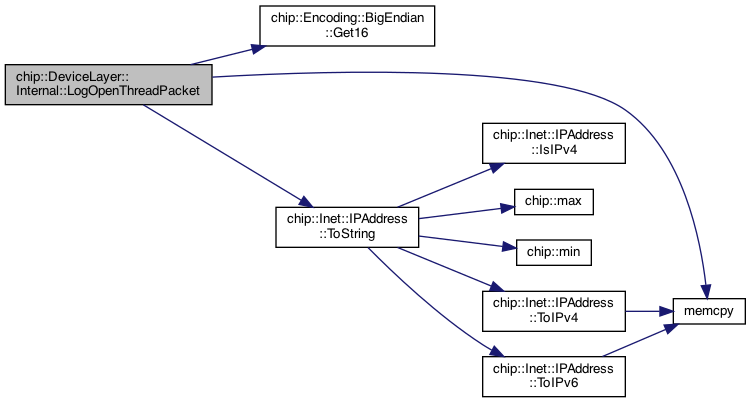 chip::Encoding::BigEndian
::Get16
chip::DeviceLayer::
Internal::LogOpenThreadPacket
chip::Inet::IPAddress
::IsIPv4
chip::max
chip::Inet::IPAddress
::ToString
chip::min
chip::Inet::IPAddress
::ToIPv4
memcpy
chip::Inet::IPAddress
::ToIPv6